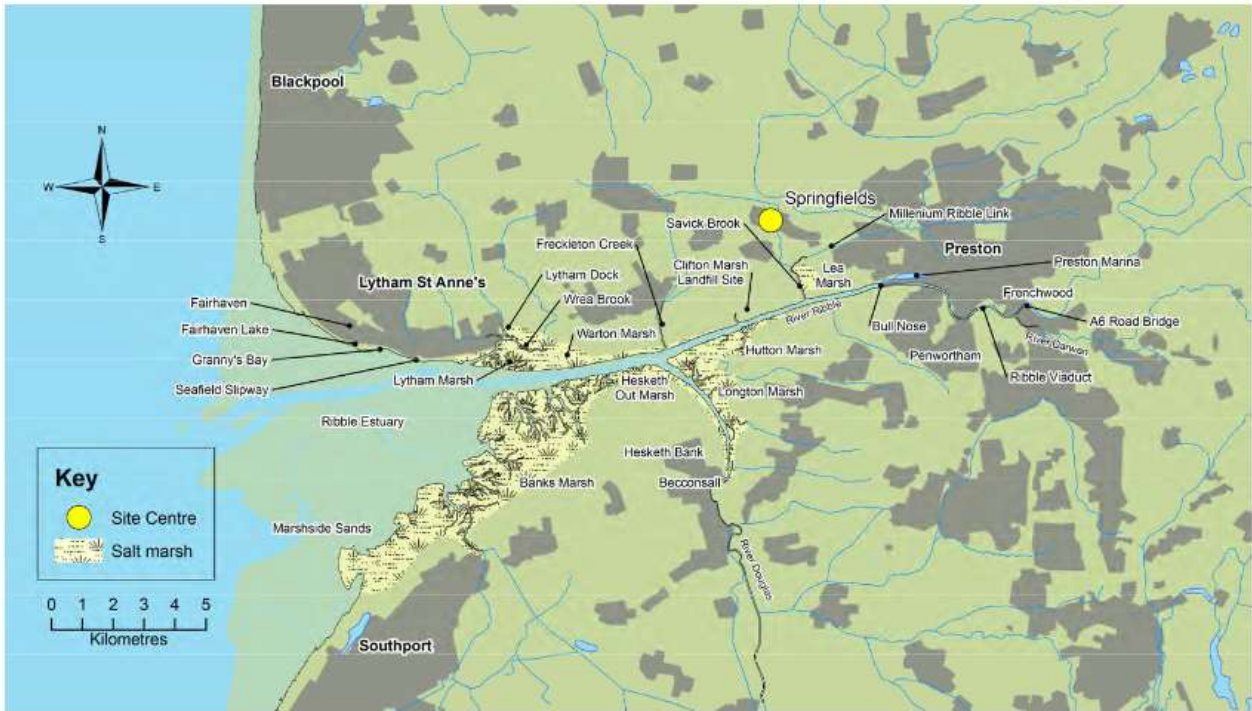 Blackpool
N
W
E
S
Springfields
Savick Brook
Millenium Ribble Link
Freckleton Creek
Preston
Clifton Marsh
Landfill Site
Lea
Marsh
Preston Marina
Lytham Dock
Lytham St Anne's
Wrea Brook
Frenchwood
Fairhaven
River Ribble
A6 Road Bridge
Bull Nose
Fairhaven Lake
Warton Marsh
River Darwen
Granny's Bay
Hutton Marsh
Penwortham
Ribble Viaduct
Seafield Slipway
Lytham Marsh
Hesketh
Out Marsh
Longton Marsh
Ribble Estuary
Hesketh Bank
Banks Marsh
Becconsall
Marshside Sands
River Douglas
Southport
Key
Site Centre
Salt marsh
0 1 2 3 4 5
Kilometres